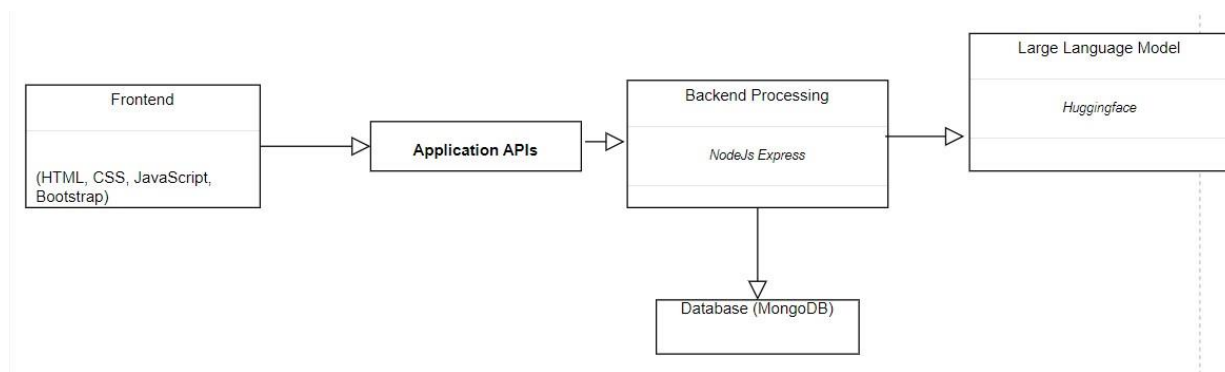 Frontend
(HTML, CSS, JavaScript,
Bootstrap)
Application APIs
Backend Processing
NodeJs Express
Database (MongoDB)
Large Language Model
Huggingface